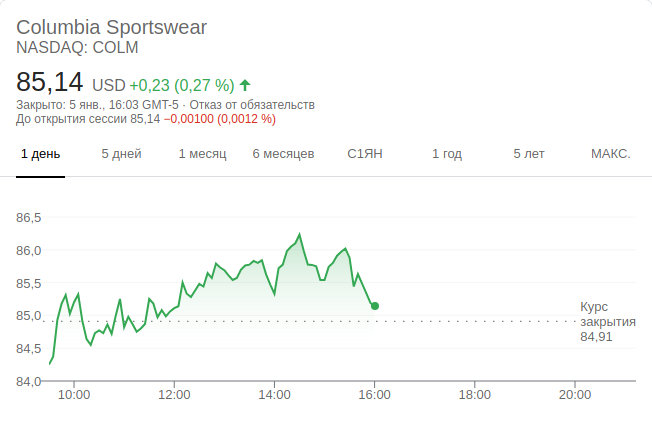 Columbia Sportswear
NASDAQ: COLM
85,14 USD +0,23 (0,27 %)
Закрыто: 5 янв., 16:03 GMT-5 · Отказ от обязательств
До открытия сессии 85,14 −0,00100 (0,0012 %)
1 день 5 дней 1 месяц 6 месяцев С1ЯН 1 год 5 лет МАКС.
86,5
86,0
85,5
85,0
84,5
84,0
Курс
закрытия
84,91
10:00 12:00 14:00 16:00 18:00 20:00